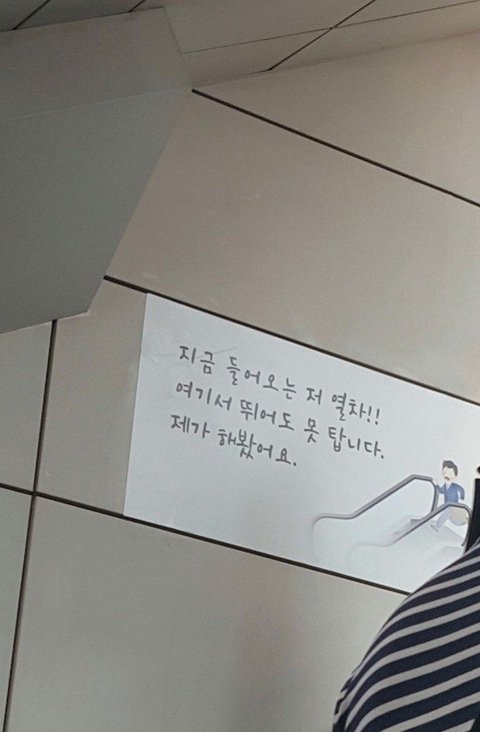 지금 들어오는 저 열차!!
여기서 뛰어도 못 탑니다.
제가 해봤어요.